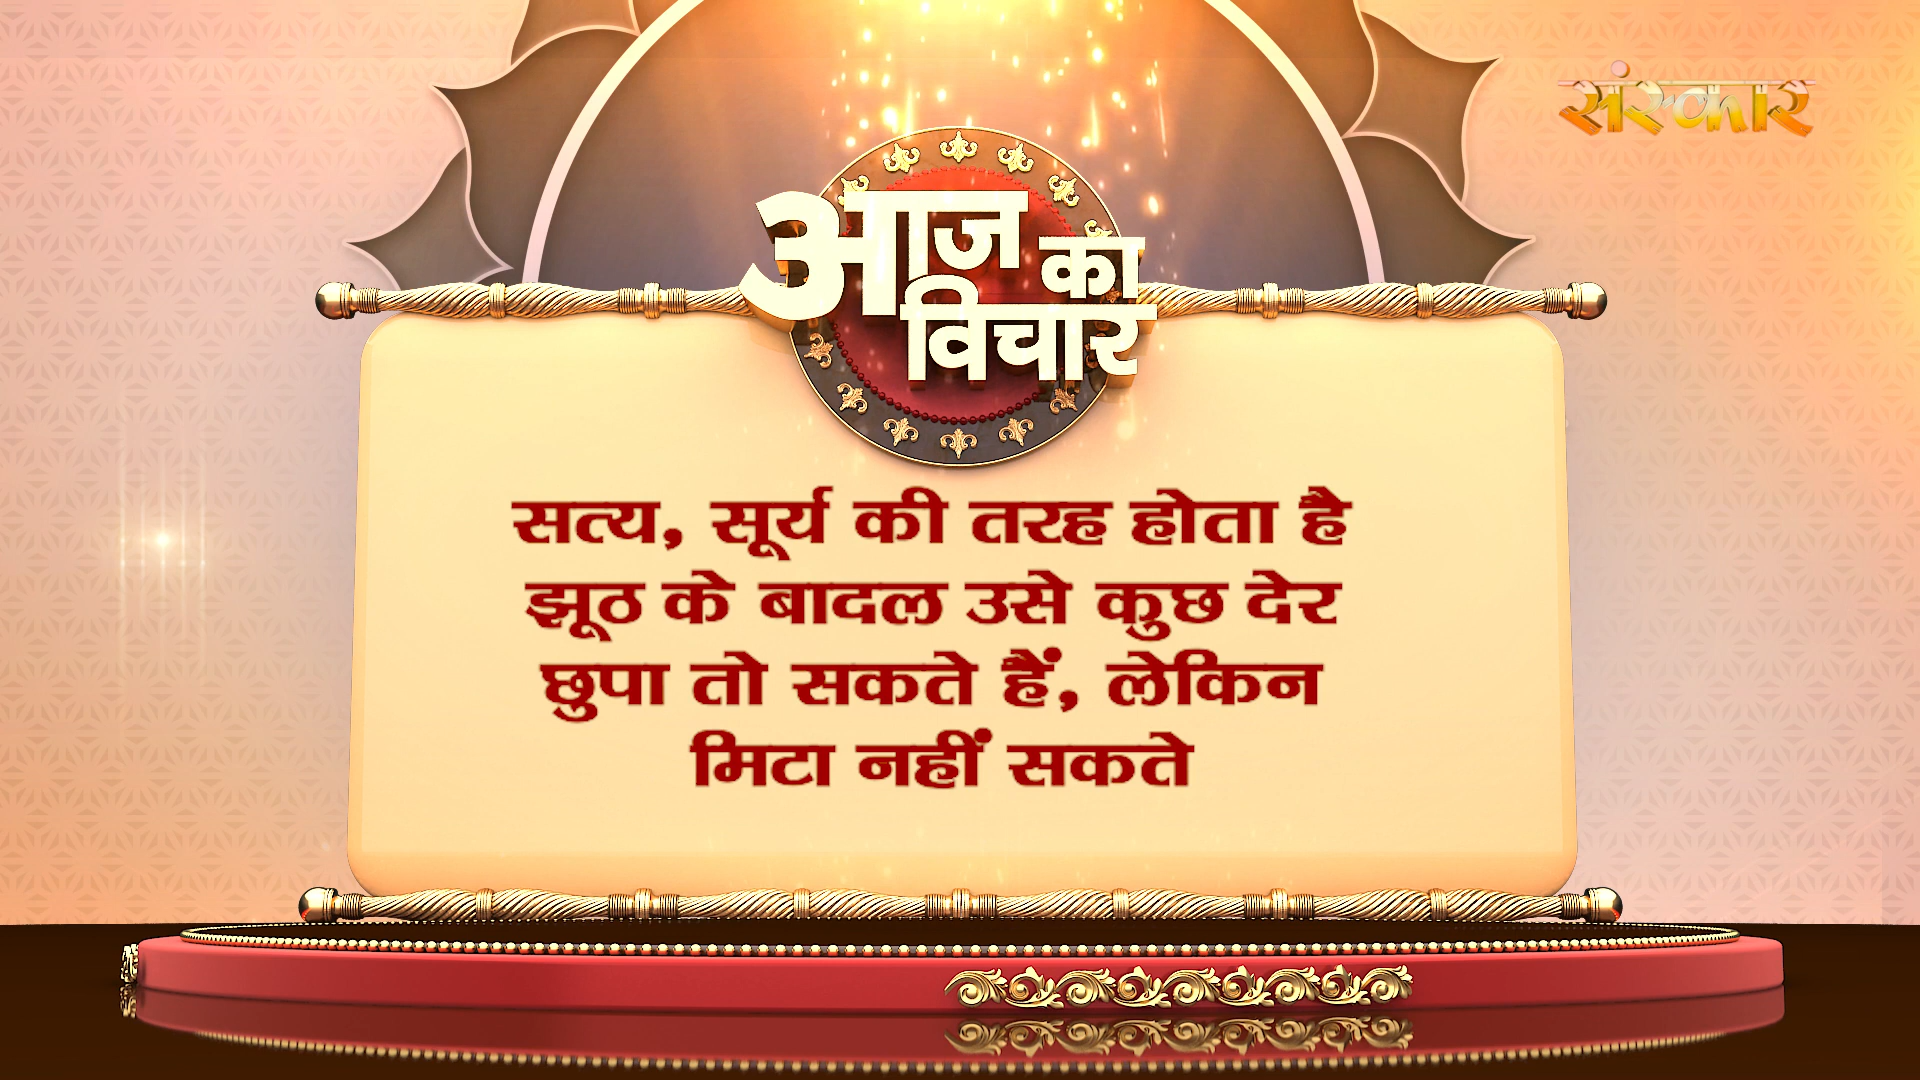 संस्कार
आज का
विचार
सत्य, सूर्य की तरह होता है
झूठ के बादल उसे कुछ देर
छुपा तो सकते हैं, लेकिन
मिटा नहीं सकते